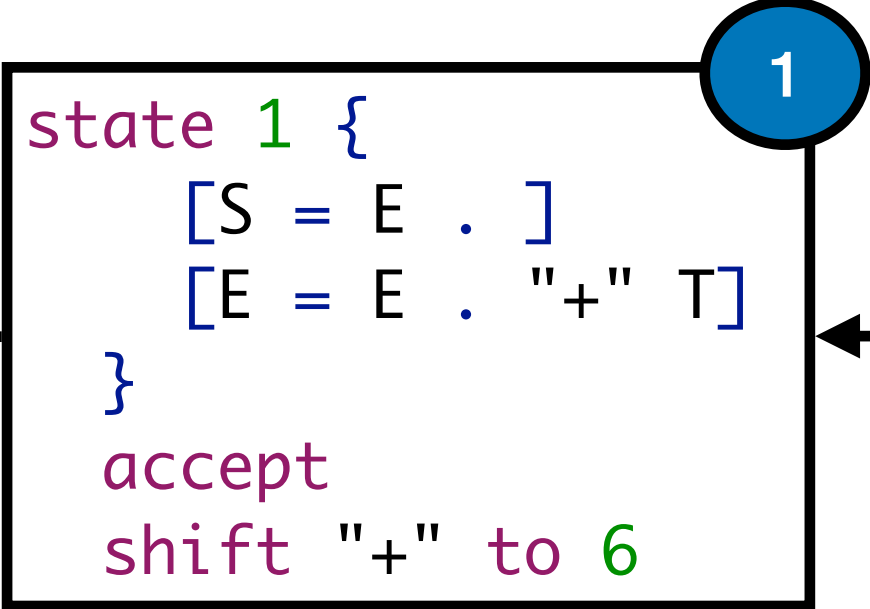 1
state 1 {
[S = E . ]
[E = E . "+" T]
}
accept
shift "+" to 6